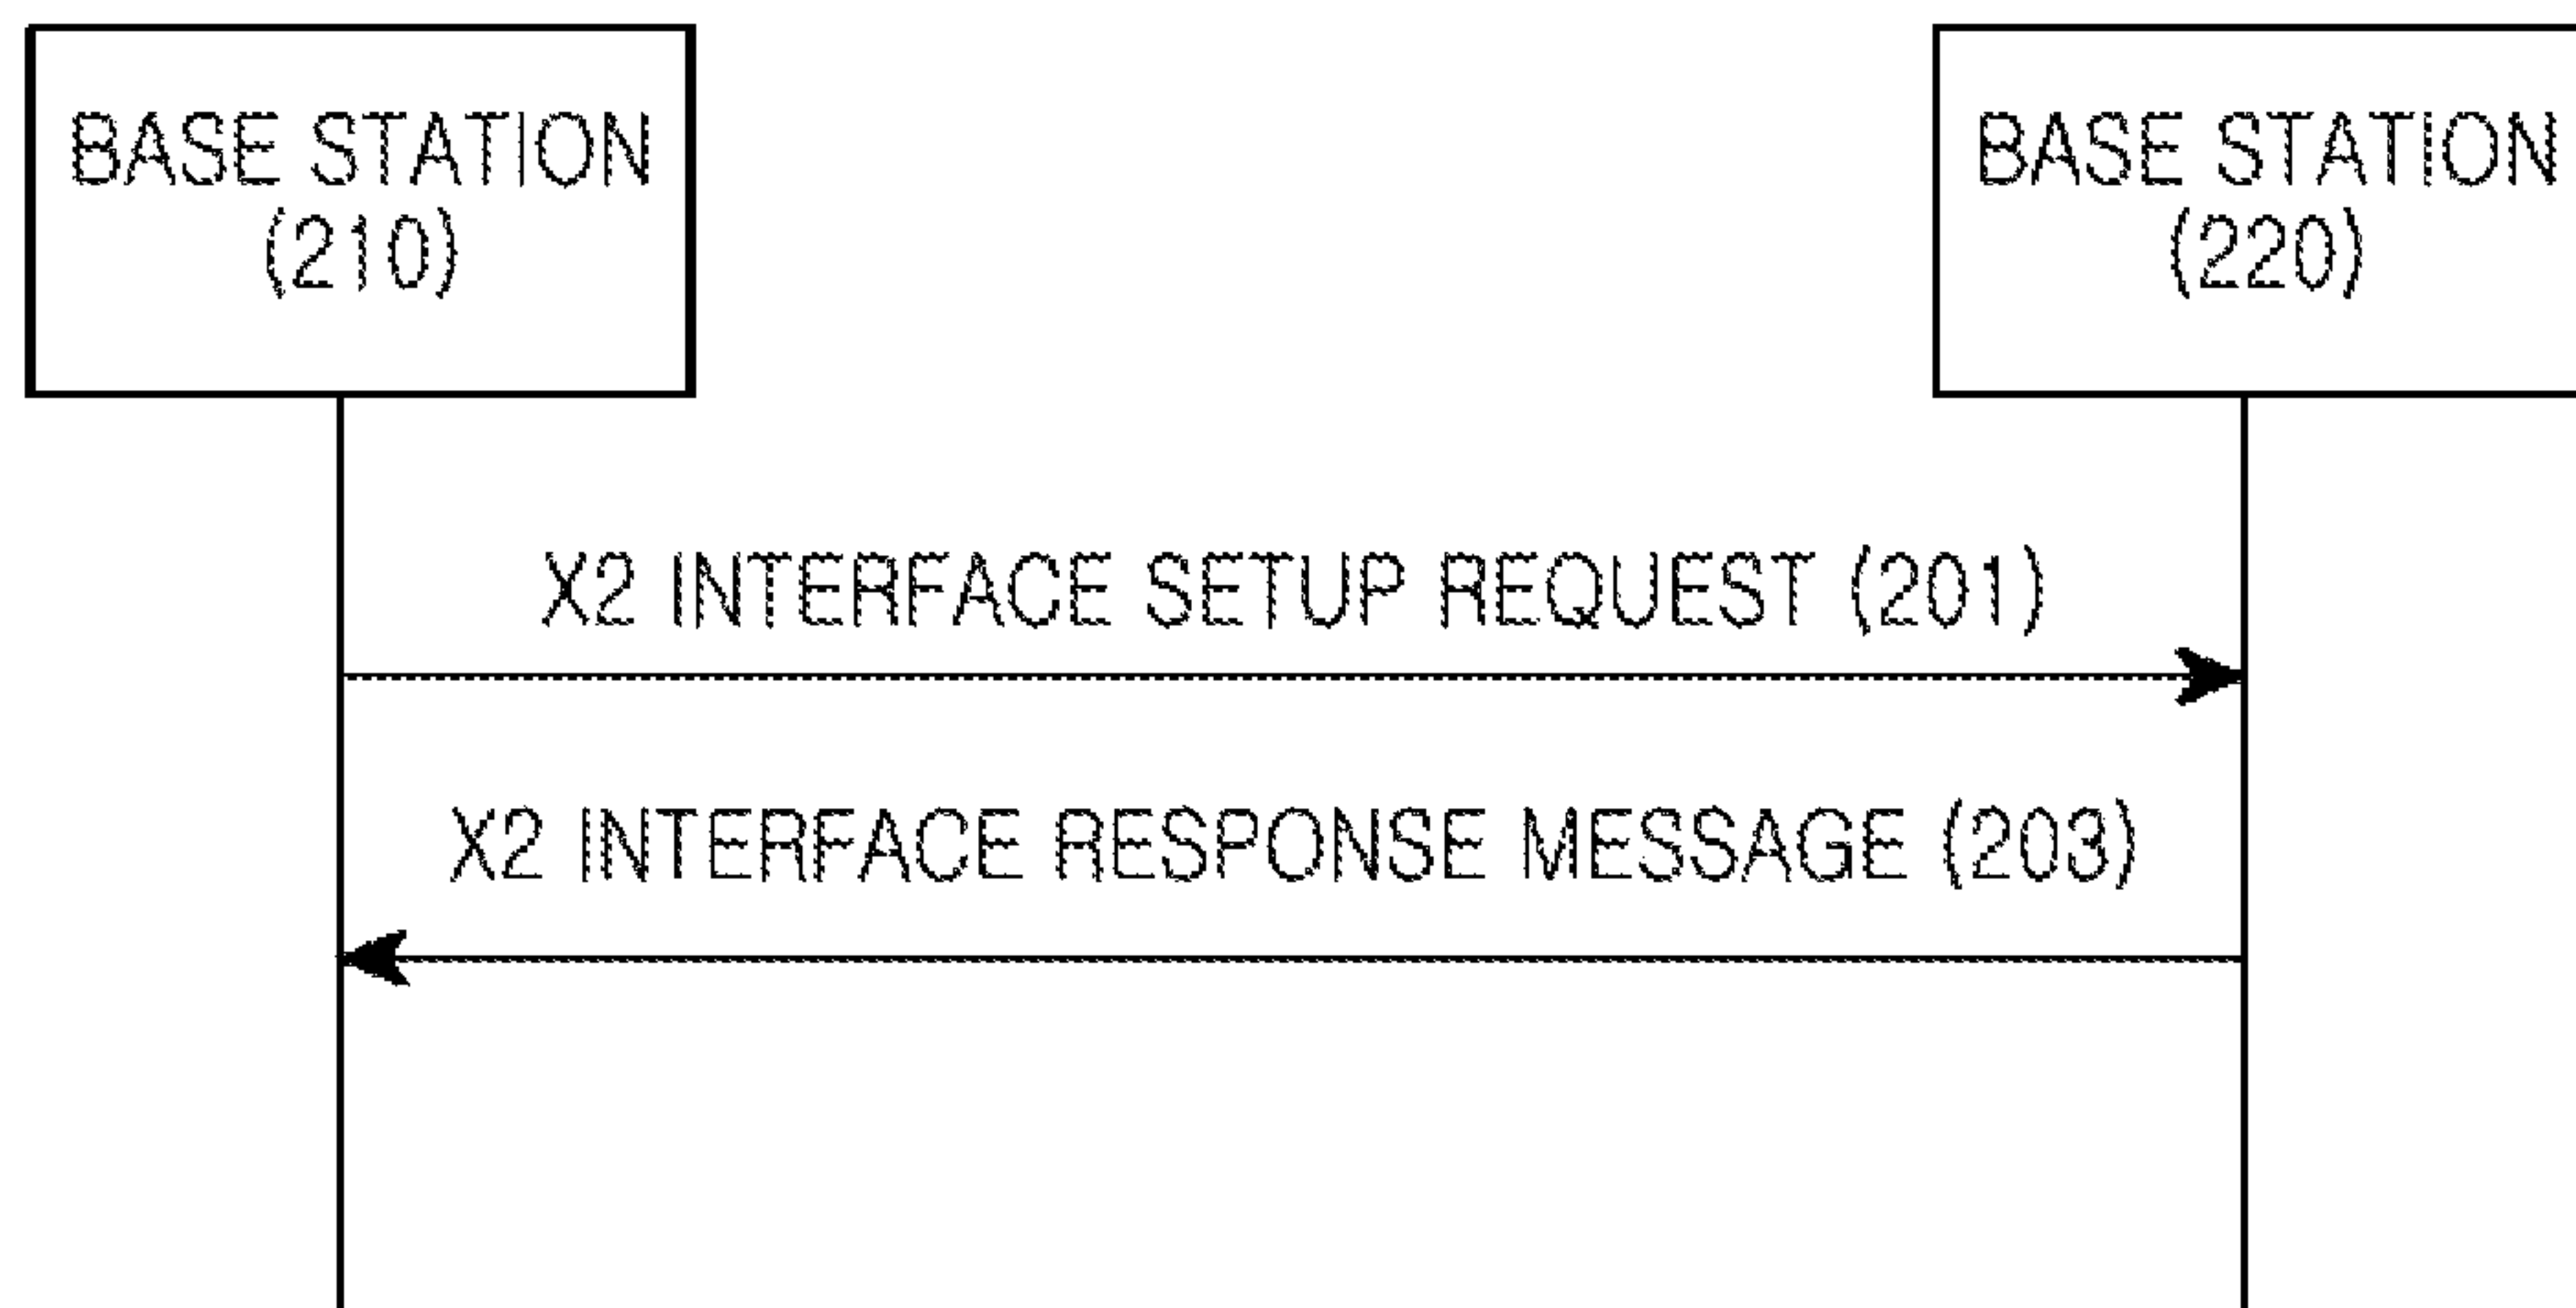 BASE STATION
(210)
BASE STATION
(220)
X2 INTERFACE SETUP REQUEST (201)
X2 INTERFACE RESPONSE MESSAGE (203)